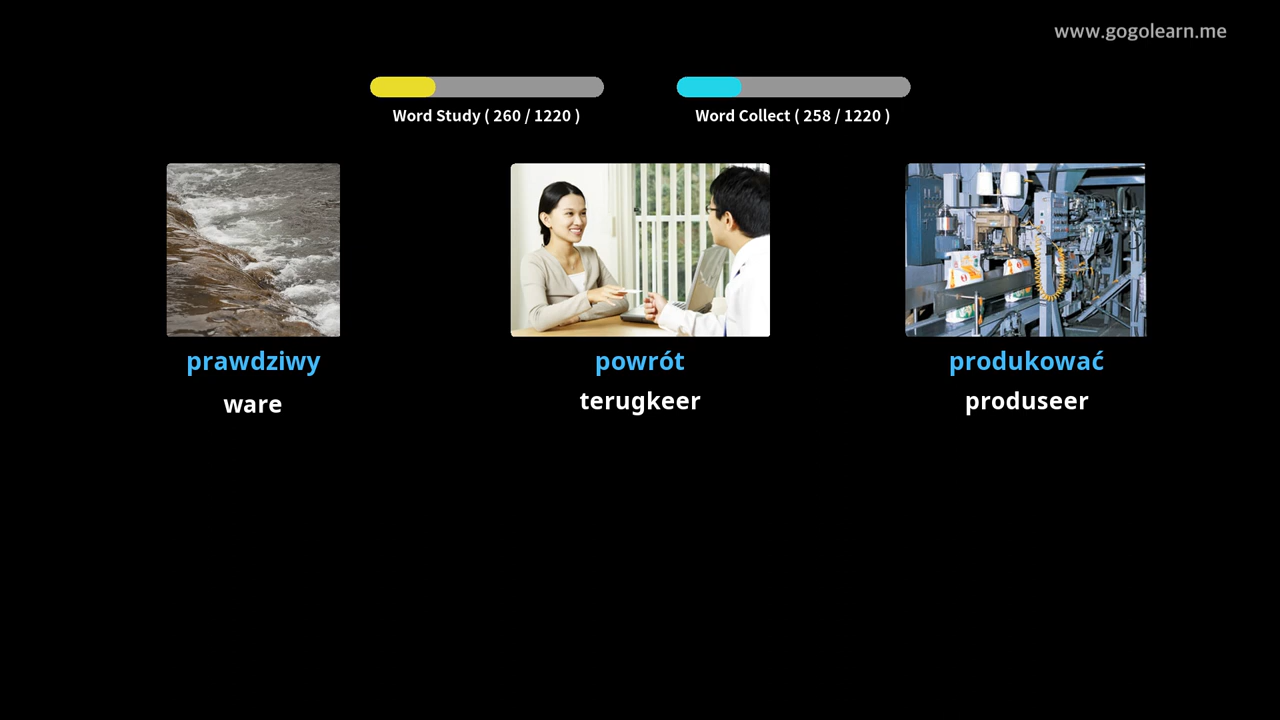 www.gogolearn.me
Word Study ( 260 / 1220 )
Word Collect ( 258 / 1220 )
prawdziwy
ware
powrót
terugkeer
produkować
produseer